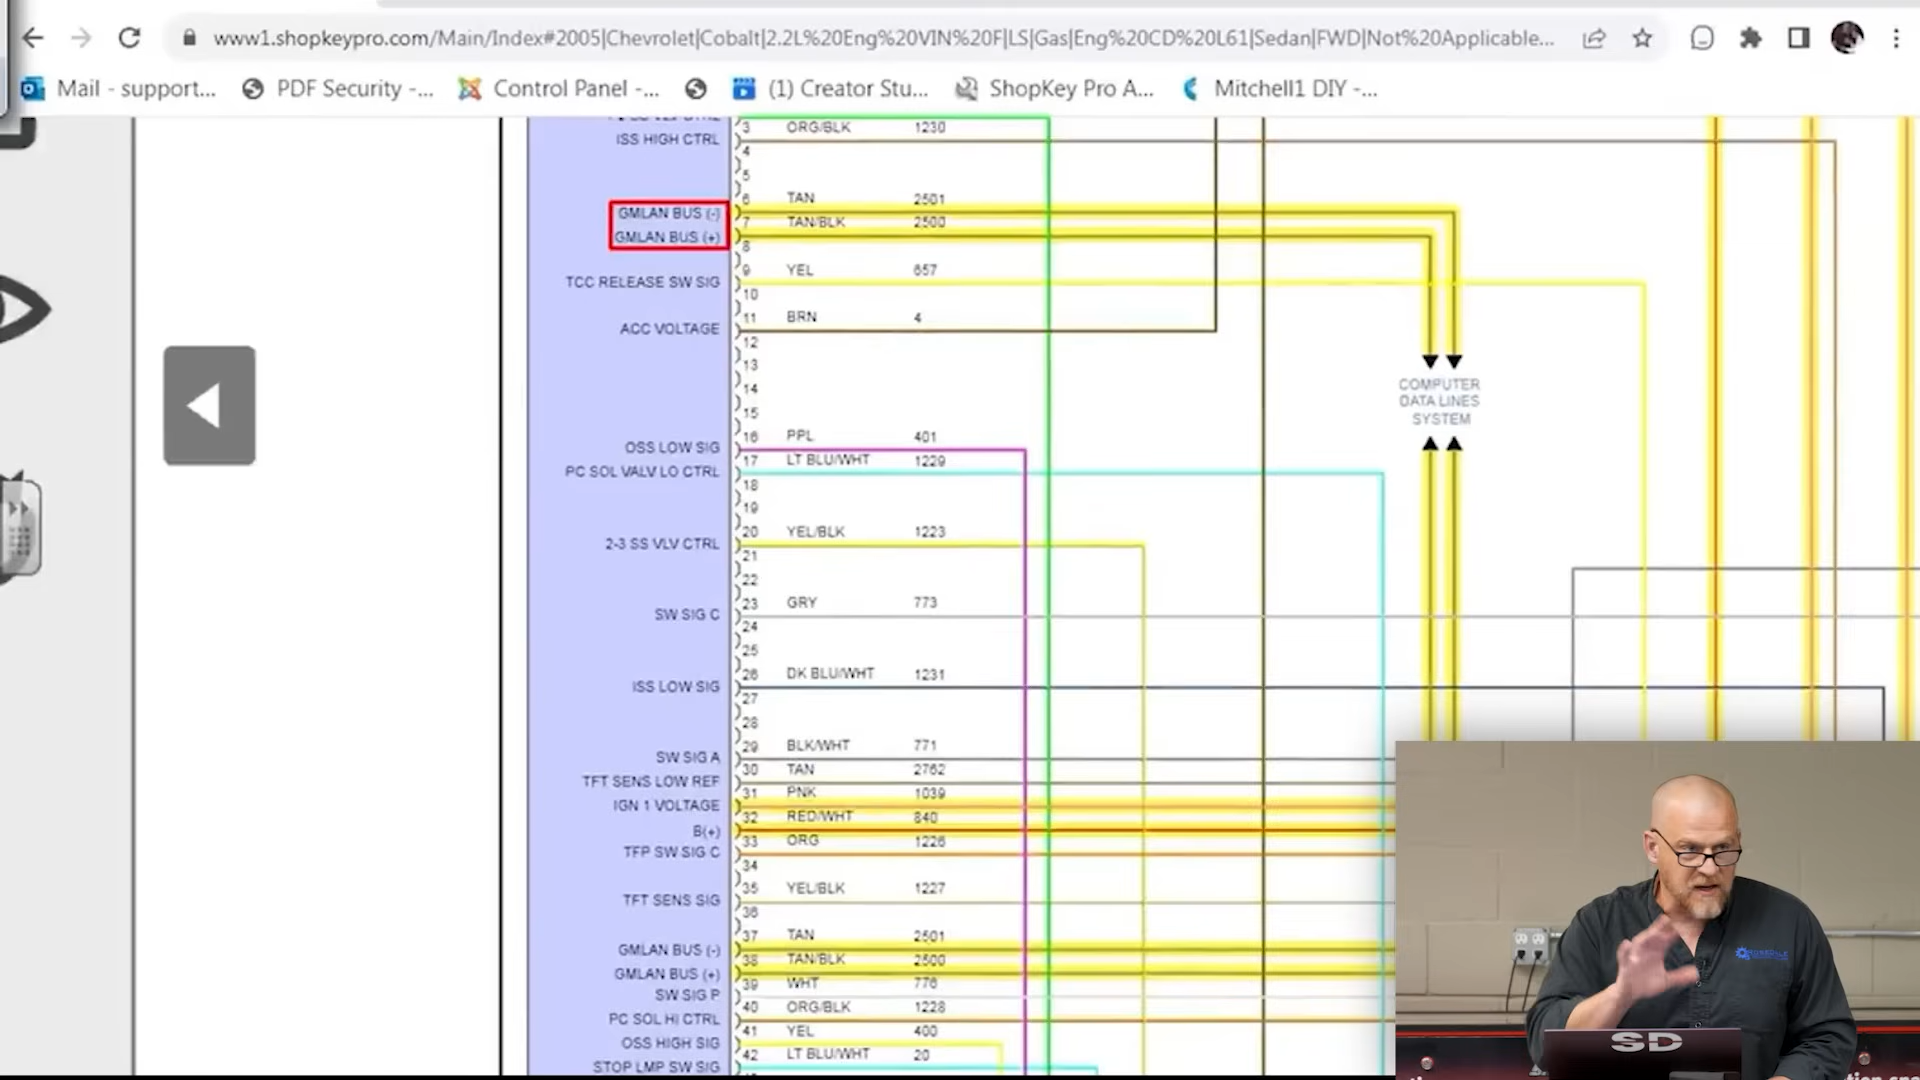 www1.shopkeypro.com/Main/Index#2005|Chevrolet|Cobalt|2.2L%20Eng%20VIN%20F|LS|Gas|Eng%20CD%20L61|Sedan|FWD|Not%20Applicable...
Mail - support... PDF Security -... Control Panel -... (1) Creator Stu... ShopKey Pro A... Mitchell1 DIY -...
3 ORG/BLK 1230
ISS HIGH CTRL
4
5
6 TAN 2501
GMLAN BUS (-)
7 TAN/BLK 2500
GMLAN BUS (+)
8
9 YEL 657
TCC RELEASE SW SIG
10
11 BRN 4
ACC VOLTAGE
12
13
14
15
COMPUTER
DATA LINES
SYSTEM
16 PPL 401
OSS LOW SIG
17 LT BLU/WHT 1229
PC SOL VALV LO CTRL
18
19
20 YEL/BLK 1223
2-3 SS VLV CTRL
21
22
23 GRY 773
SW SIG C
24
25
26 DK BLU/WHT 1231
ISS LOW SIG
27
28
29 BLK/WHT 771
SW SIG A
30 TAN 2762
TFT SENS LOW REF
31 PNK 1039
IGN 1 VOLTAGE
32 RED/WHT 840
B(+)
33 ORG 1226
TFP SW SIG C
34
35 YEL/BLK 1227
TFT SENS SIG
36
37 TAN 2501
GMLAN BUS (-)
38 TAN/BLK 2500
GMLAN BUS (+)
39 WHT 776
SW SIG P
40 ORG/BLK 1228
PC SOL HI CTRL
41 YEL 400
OSS HIGH SIG
42 LT BLU/WHT 20
STOP LMP SW SIG
SD